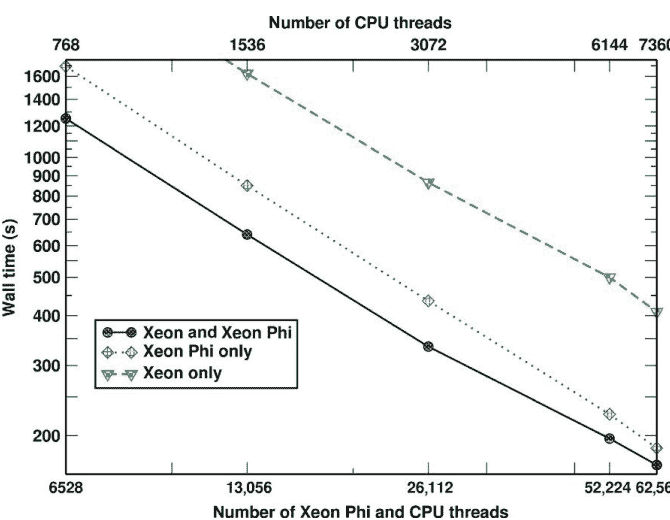 Number of CPU threads
768 1536 3072 6144 7360
1600
1400
1200
1000
900
800
700
600
500
400
300
200
Wall time (s)
Xeon and Xeon Phi
Xeon Phi only
Xeon only
6528 13,056 26,112 52,224 62,56
Number of Xeon Phi and CPU threads